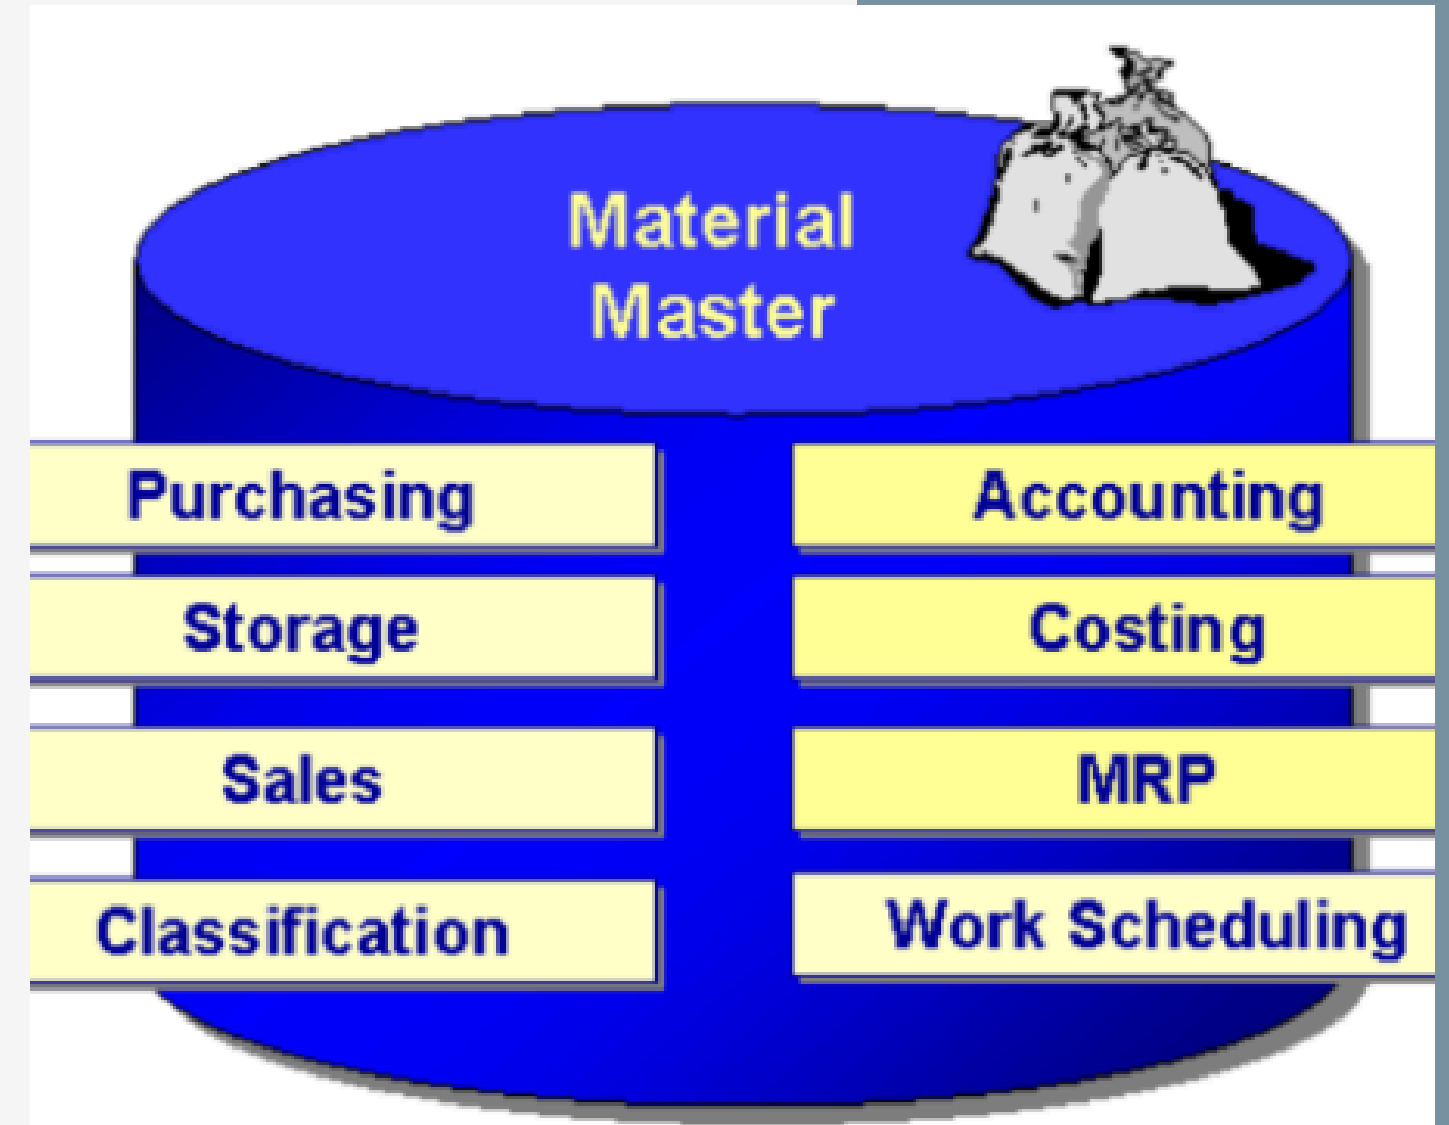 Material
Master
Purchasing
Accounting
Storage
Costing
Sales
MRP
Classification
Work Scheduling